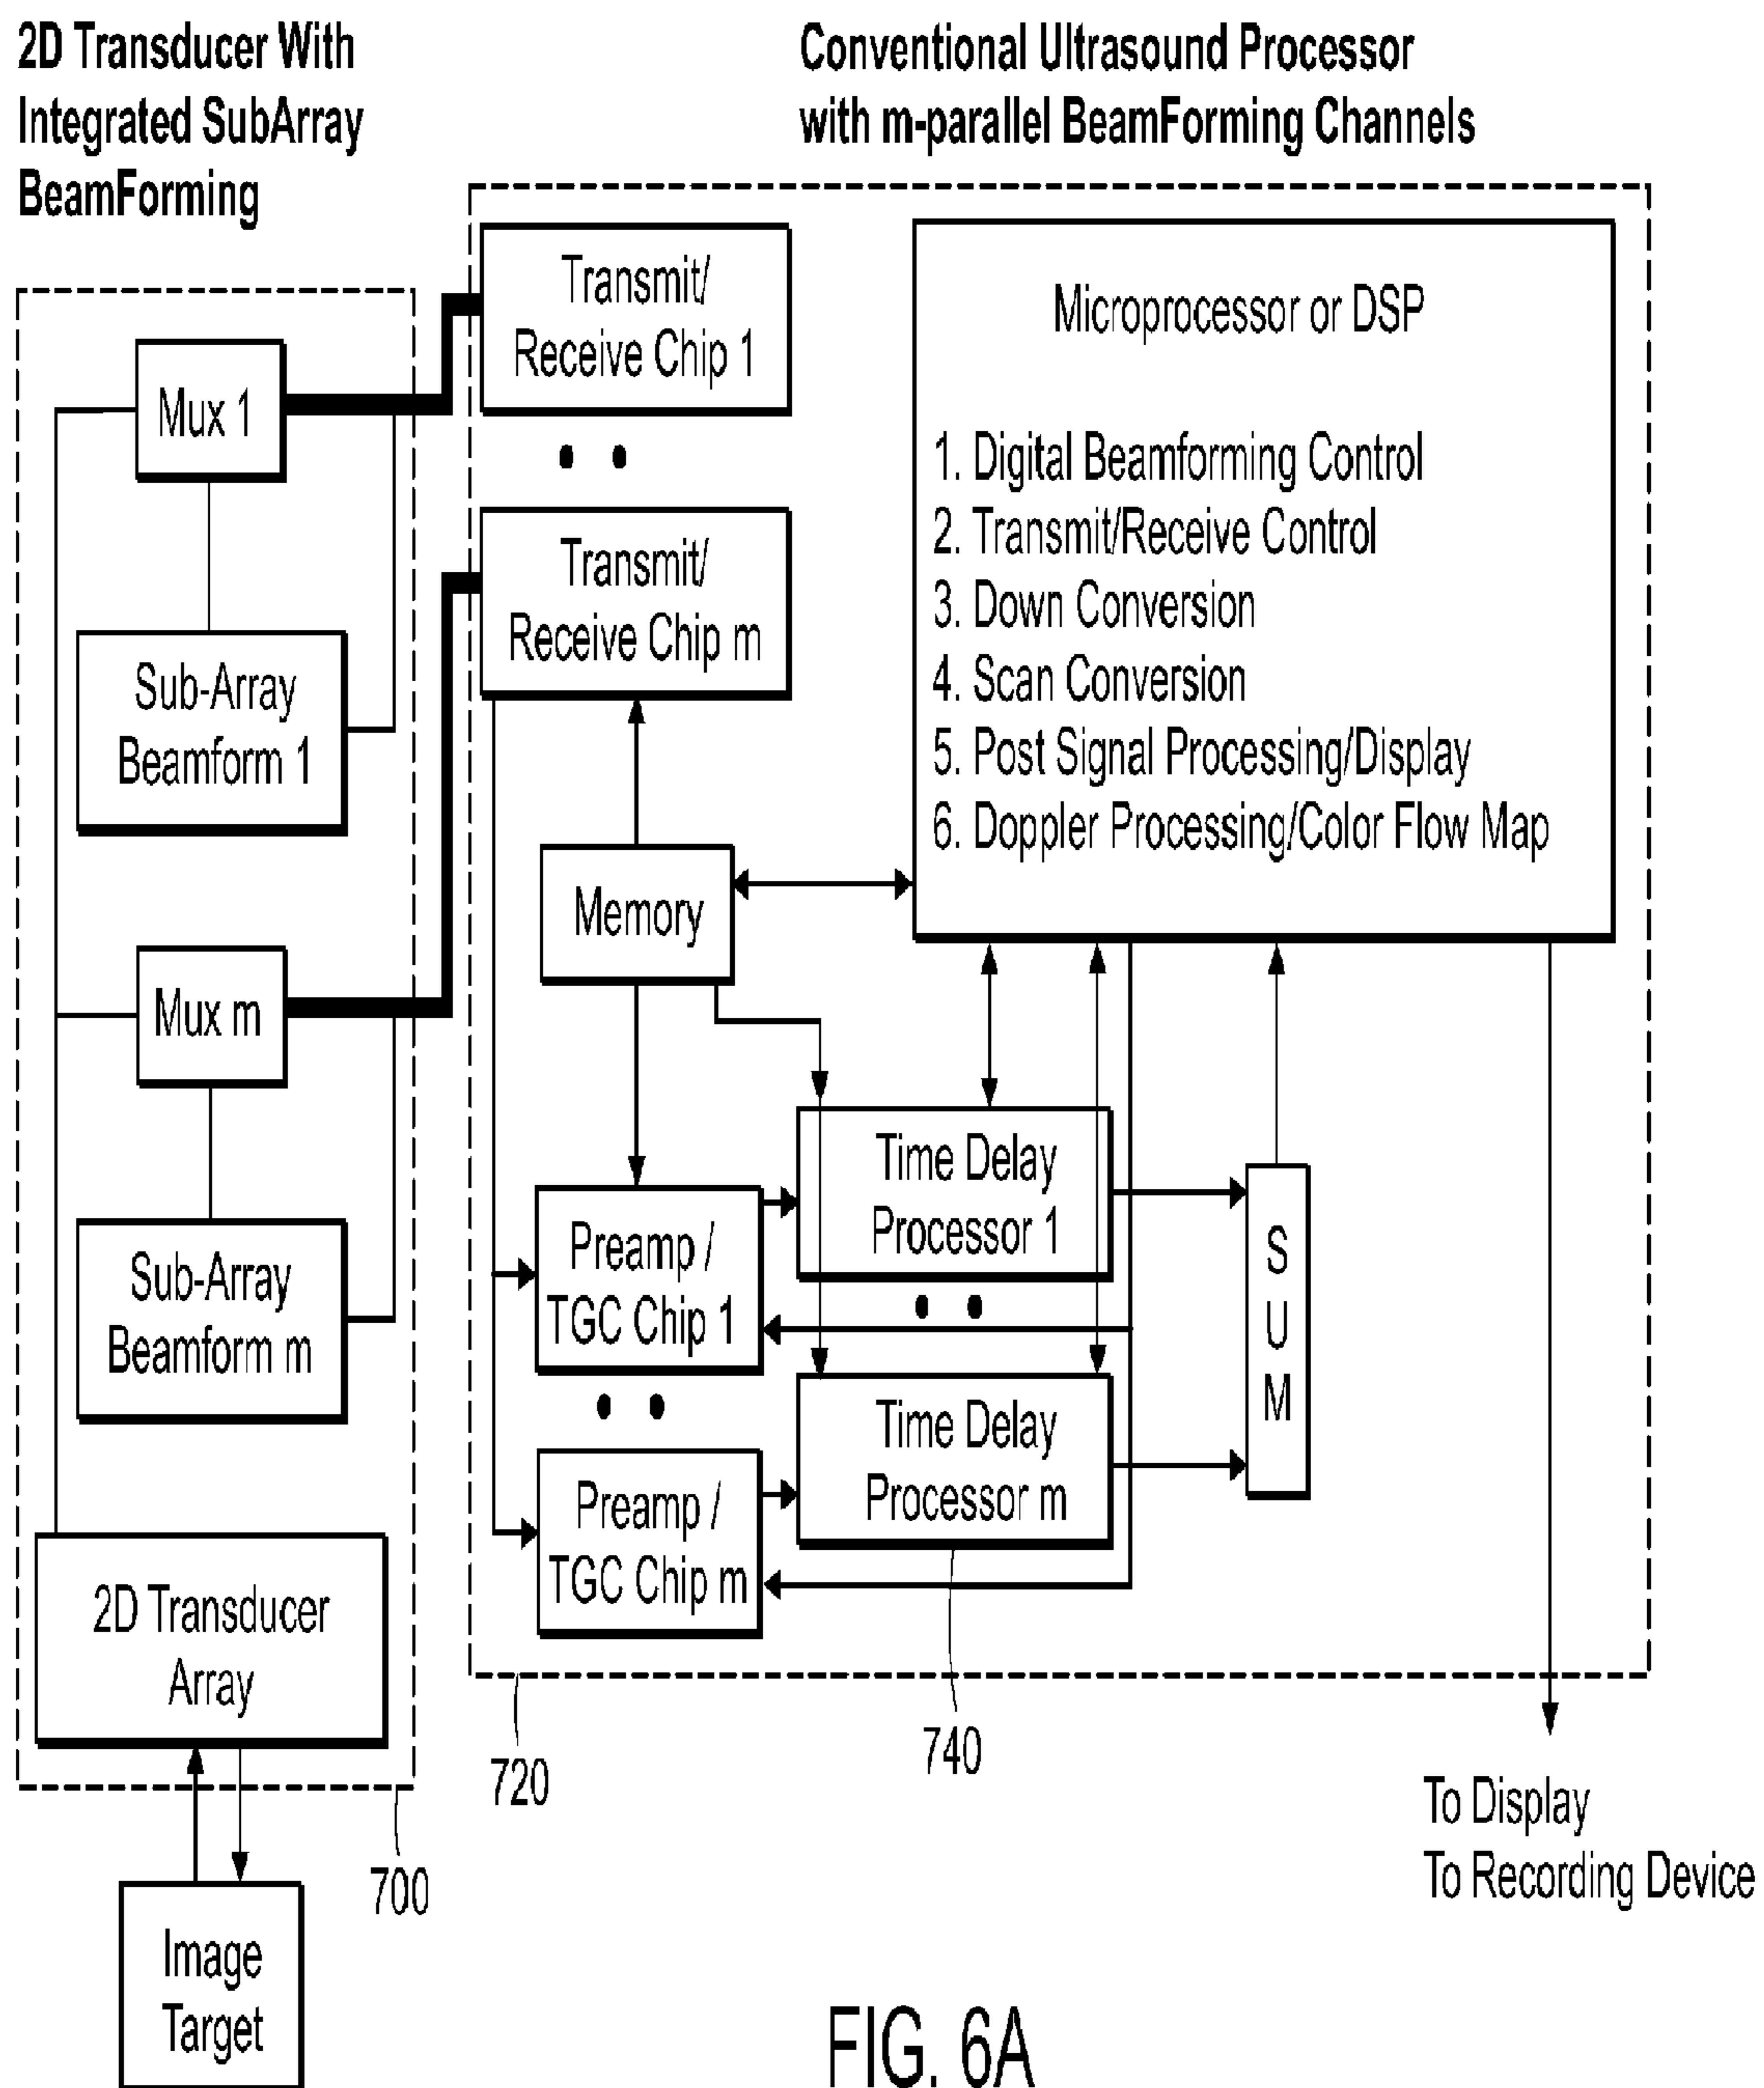 2D Transducer With
Integrated SubArray
BeamForming
Conventional Ultrasound Processor
with m-parallel BeamForming Channels
Mux 1
Sub-Array
Beamform 1
Mux m
Sub-Array
Beamform m
2D Transducer
Array
700
Image
Target
Transmit/
Receive Chip 1
Transmit/
Receive Chip m
Memory
Microprocessor or DSP
1. Digital Beamforming Control
2. Transmit/Receive Control
3. Down Conversion
4. Scan Conversion
5. Post Signal Processing/Display
6. Doppler Processing/Color Flow Map
Preamp /
TGC Chip 1
Time Delay
Processor 1
Preamp /
TGC Chip m
Time Delay
Processor m
S
U
M
720
740
To Display
To Recording Device
FIG. 6A